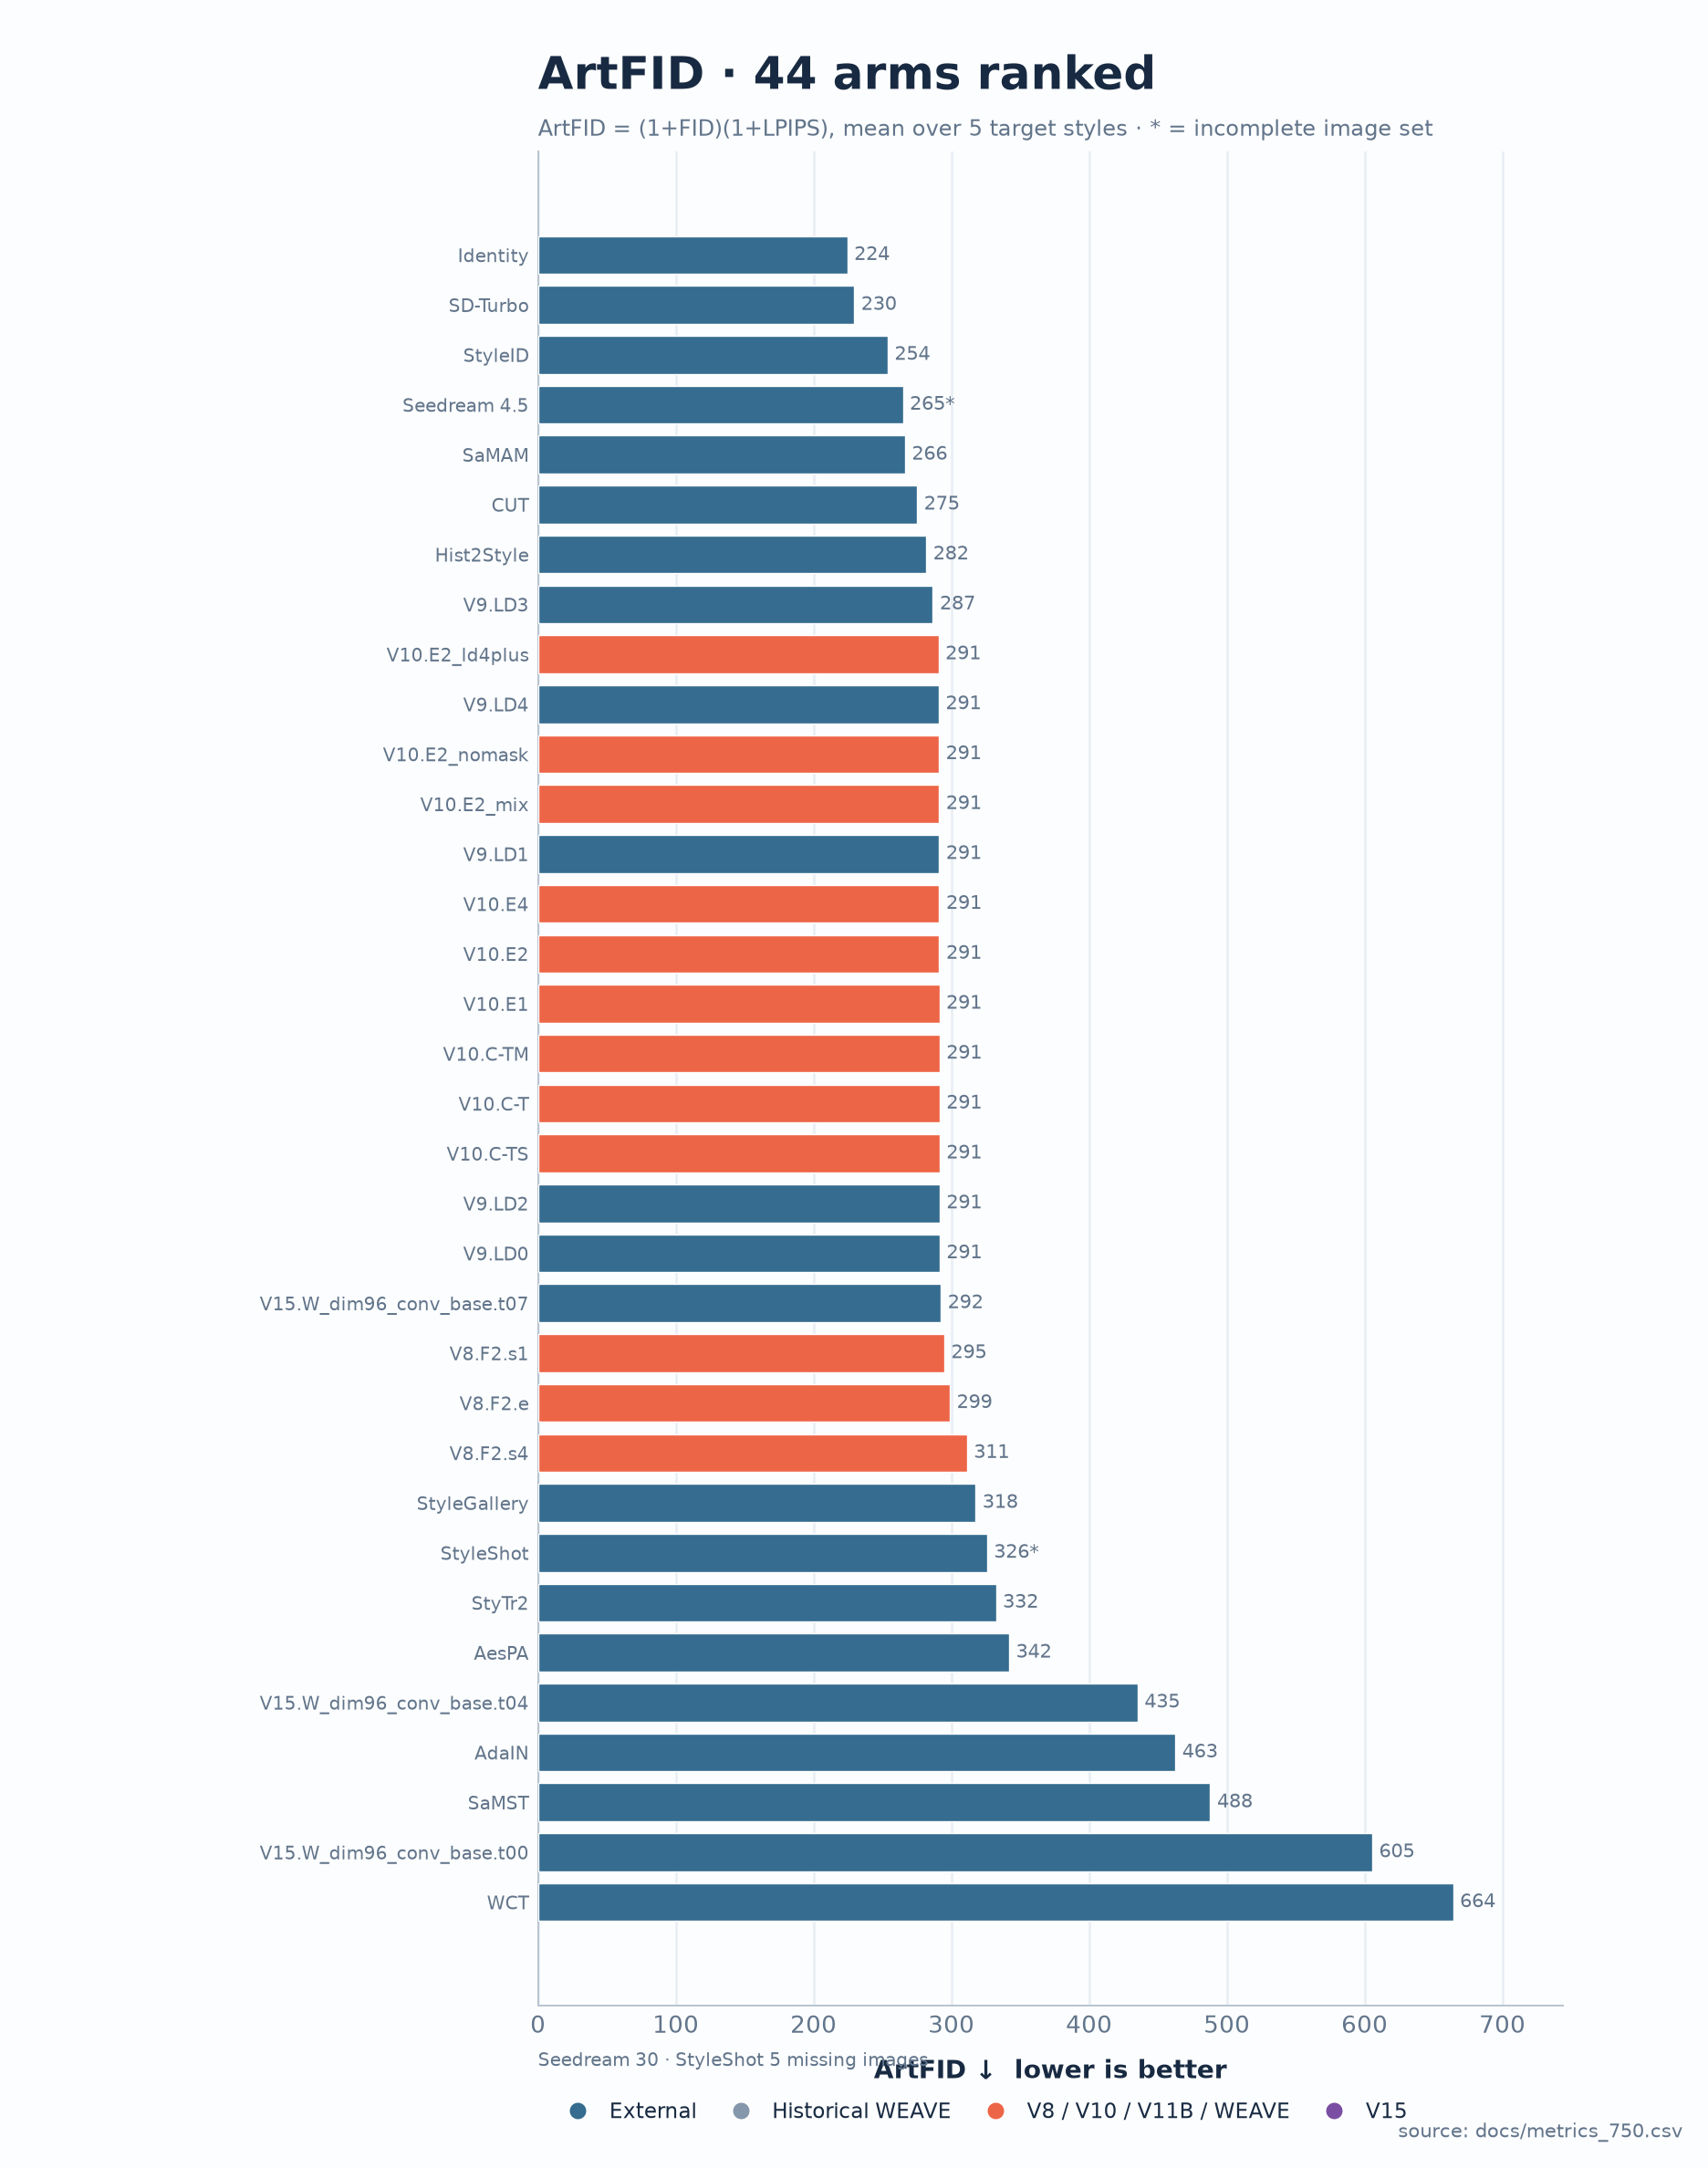 ArtFID · 44 arms ranked
ArtFID = (1+FID)(1+LPIPS), mean over 5 target styles · * = incomplete image set
Identity 224
SD-Turbo 230
StyleID 254
Seedream 4.5 265*
SaMAM 266
CUT 275
Hist2Style 282
V9.LD3 287
V10.E2_ld4plus 291
V9.LD4 291
V10.E2_nomask 291
V10.E2_mix 291
V9.LD1 291
V10.E4 291
V10.E2 291
V10.E1 291
V10.C-TM 291
V10.C-T 291
V10.C-TS 291
V9.LD2 291
V9.LD0 291
V15.W_dim96_conv_base.t07 292
V8.F2.s1 295
V8.F2.e 299
V8.F2.s4 311
StyleGallery 318
StyleShot 326*
StyTr2 332
AesPA 342
V15.W_dim96_conv_base.t04 435
AdaIN 463
SaMST 488
V15.W_dim96_conv_base.t00 605
WCT 664
0 100 200 300 400 500 600 700
Seedream 30 · StyleShot 5 missing images
ArtFID ↓ lower is better
External Historical WEAVE V8 / V10 / V11B / WEAVE V15
source: docs/metrics_750.csv